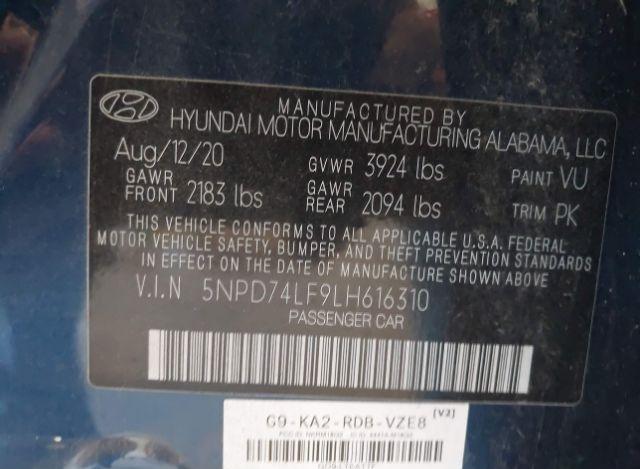 MANUFACTURED BY
HYUNDAI MOTOR MANUFACTURING ALABAMA, LLC
Aug/12/20 GVWR 3924 lbs PAINT VU
GAWR FRONT 2183 lbs GAWR REAR 2094 lbs TRIM PK
THIS VEHICLE CONFORMS TO ALL APPLICABLE U.S.A. FEDERAL
MOTOR VEHICLE SAFETY, BUMPER, AND THEFT PREVENTION STANDARDS
IN EFFECT ON THE DATE OF MANUFACTURE SHOWN ABOVE
V.I.N 5NPD74LF9LH616310
PASSENGER CAR
[V3]
G9-KA2-RDB-VZE8